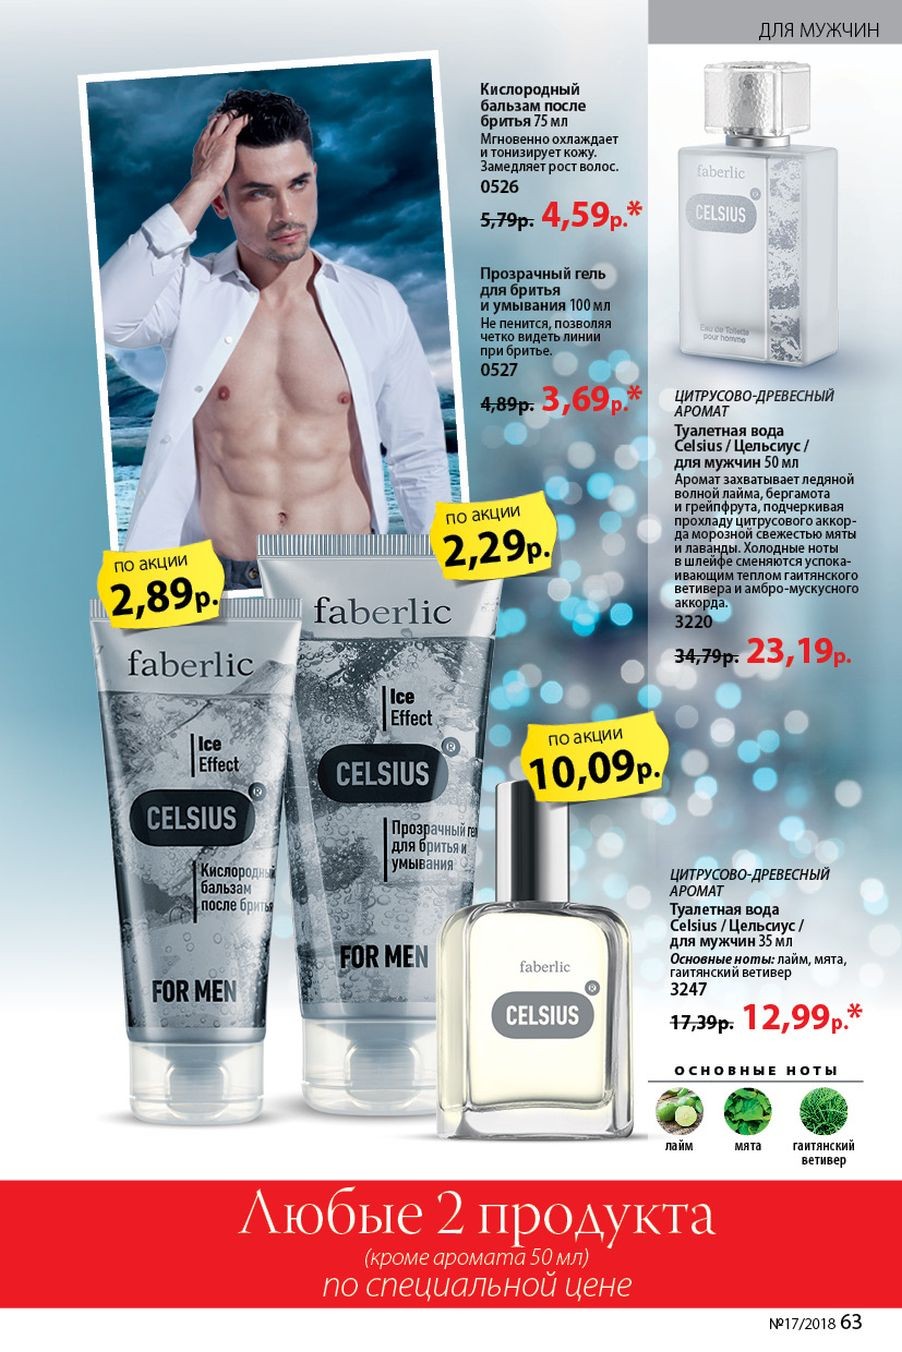 ДЛЯ МУЖЧИН
Кислородный
бальзам после
бритья 75 мл
Мгновенно охлаждает
и тонизирует кожу.
Замедляет рост волос.
0526
5,79р. 4,59р.*
Прозрачный гель
для бритья
и умывания 100 мл
Не пенится, позволяя
четко видеть линии
при бритье.
0527
4,89р. 3,69р.*
faberlic
CELSIUS
Eau de Toilette
pour homme
ЦИТРУСОВО-ДРЕВЕСНЫЙ
АРОМАТ
Туалетная вода
Celsius / Цельсиус /
для мужчин 50 мл
Аромат захватывает ледяной
волной лайма, бергамота
и грейпфрута, подчеркивая
прохладу цитрусового аккор-
да морозной свежестью мяты
и лаванды. Холодные ноты
в шлейфе сменяются успока-
ивающим теплом гаитянского
ветивера и амбро-мускусного
аккорда.
3220
34,79р. 23,19р.
по акции
2,89р.
по акции
2,29р.
faberlic
Ice
Effect
CELSIUS®
Кислородный
бальзам
после бритья
FOR MEN
faberlic
Ice
Effect
CELSIUS®
Прозрачный гель
для бритья и
умывания
FOR MEN
по акции
10,09р.
faberlic
CELSIUS®
ЦИТРУСОВО-ДРЕВЕСНЫЙ
АРОМАТ
Туалетная вода
Celsius / Цельсиус /
для мужчин 35 мл
Основные ноты: лайм, мята,
гаитянский ветивер
3247
17,39р. 12,99р.*
ОСНОВНЫЕ НОТЫ
лайм мята гаитянский
ветивер
Любые 2 продукта
(кроме аромата 50 мл)
по специальной цене
№17/2018 63